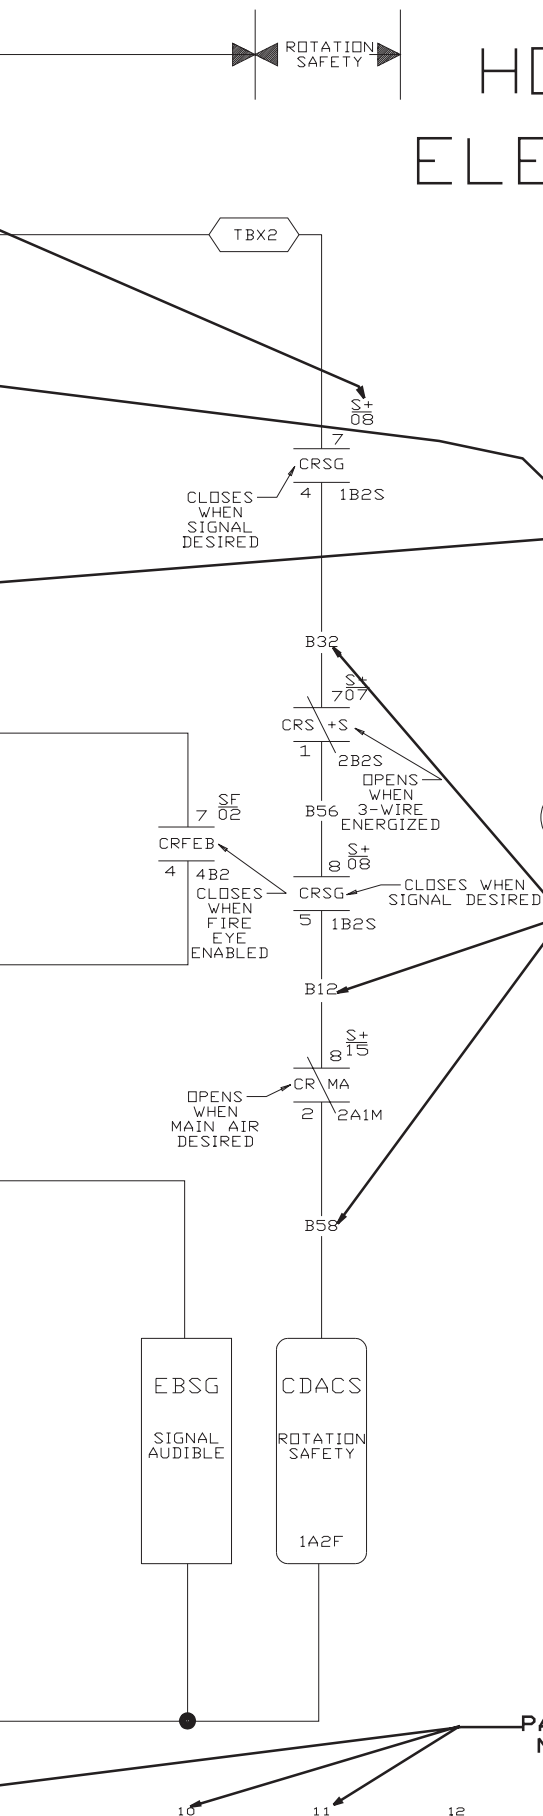 ROTATION
SAFETY
TBX2
S+
08
7
CRSG
4 1B2S
CLOSES
WHEN
SIGNAL
DESIRED
B32
S+
7 07
CRS +S
1 2B2S
OPENS
WHEN
3-WIRE
ENERGIZED
B56
SF
7 02
CRFEB
4 4B2
CLOSES
WHEN
FIRE
EYE
ENABLED
S+
8 08
CRSG
5 1B2S
CLOSES WHEN
SIGNAL DESIRED
B12
S+
8 15
CR MA
2 2A1M
OPENS
WHEN
MAIN AIR
DESIRED
B58
EBSG
SIGNAL
AUDIBLE
CDACS
ROTATION
SAFETY
1A2F
10 11 12